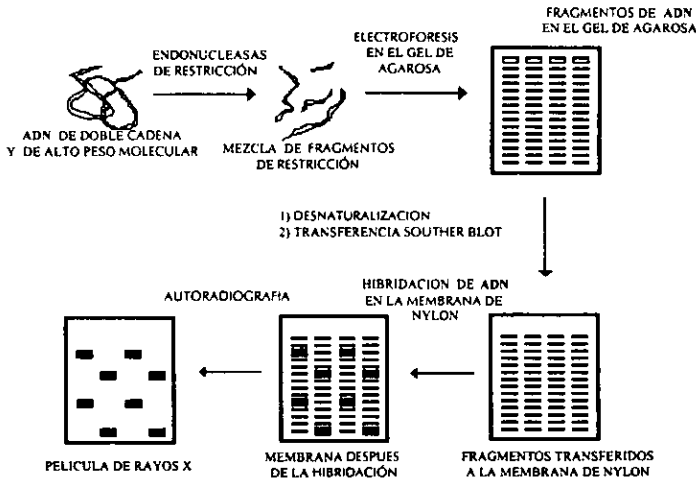 FRAGMENTOS DE ADN
EN EL GEL DE AGAROSA
ELECTROFORESIS
EN EL GEL DE
AGAROSA
ENDONUCLEASAS
DE RESTRICCIÓN
ADN DE DOBLE CADENA
Y DE ALTO PESO MOLECULAR
MEZCLA DE FRAGMENTOS
DE RESTRICCIÓN
1) DESNATURALIZACION
2) TRANSFERENCIA SOUTHER BLOT
HIBRIDACION DE ADN
EN LA MEMBRANA DE
NYLON
AUTORADIOGRAFIA
PELICULA DE RAYOS X
MEMBRANA DESPUES
DE LA HIBRIDACIÓN
FRAGMENTOS TRANSFERIDOS
A LA MEMBRANA DE NYLON